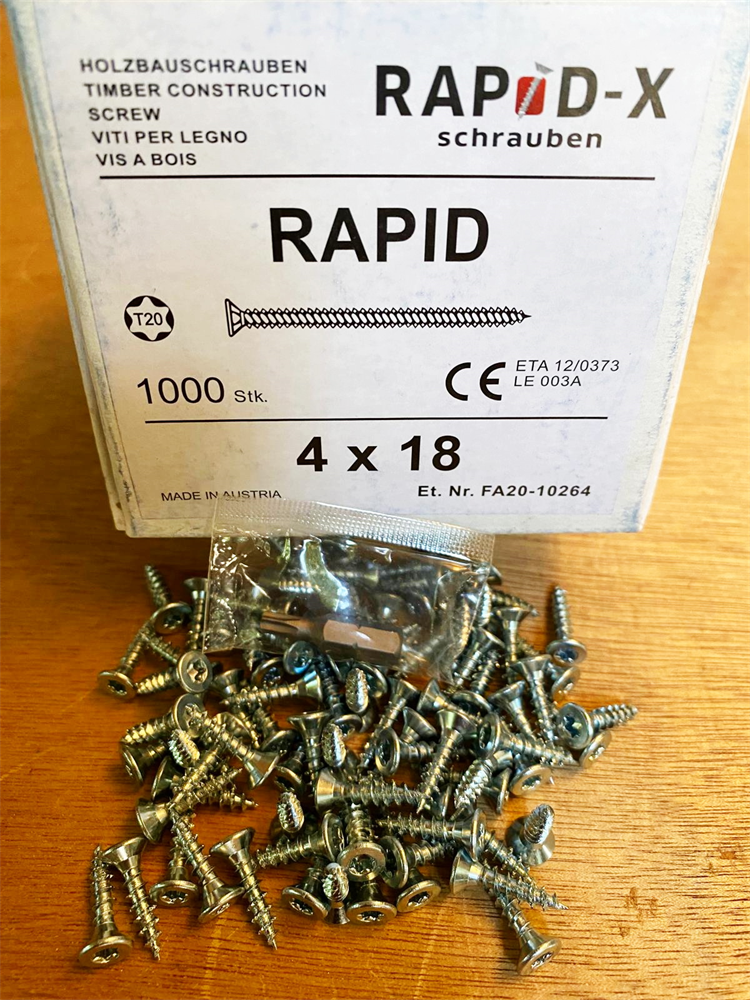 HOLZBAUSCHRAUBEN
TIMBER CONSTRUCTION
SCREW
VITI PER LEGNO
VIS A BOIS
RAPID-X
schrauben
RAPID
T20
1000 Stk.
CE
ETA 12/0373
LE 003A
4 x 18
MADE IN AUSTRIA
Et. Nr. FA20-10264